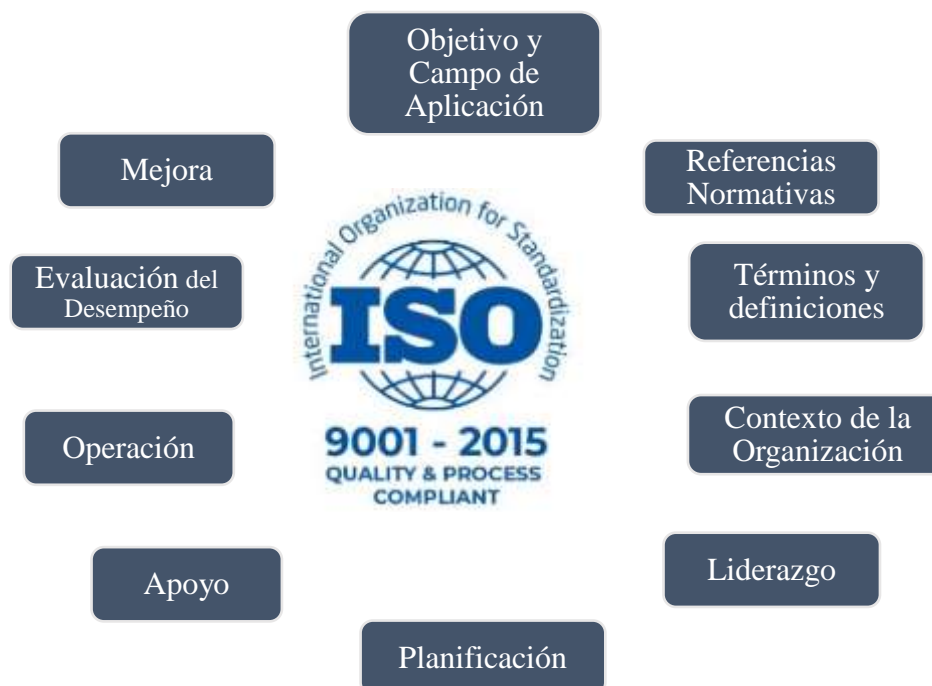 Objetivo y
Campo de
Aplicación
Referencias
Normativas
Términos y
definiciones
Contexto de la
Organización
Liderazgo
Planificación
Apoyo
Operación
Evaluación del
Desempeño
Mejora
International Organization for Standardization
ISO
9001 - 2015
QUALITY & PROCESS
COMPLIANT